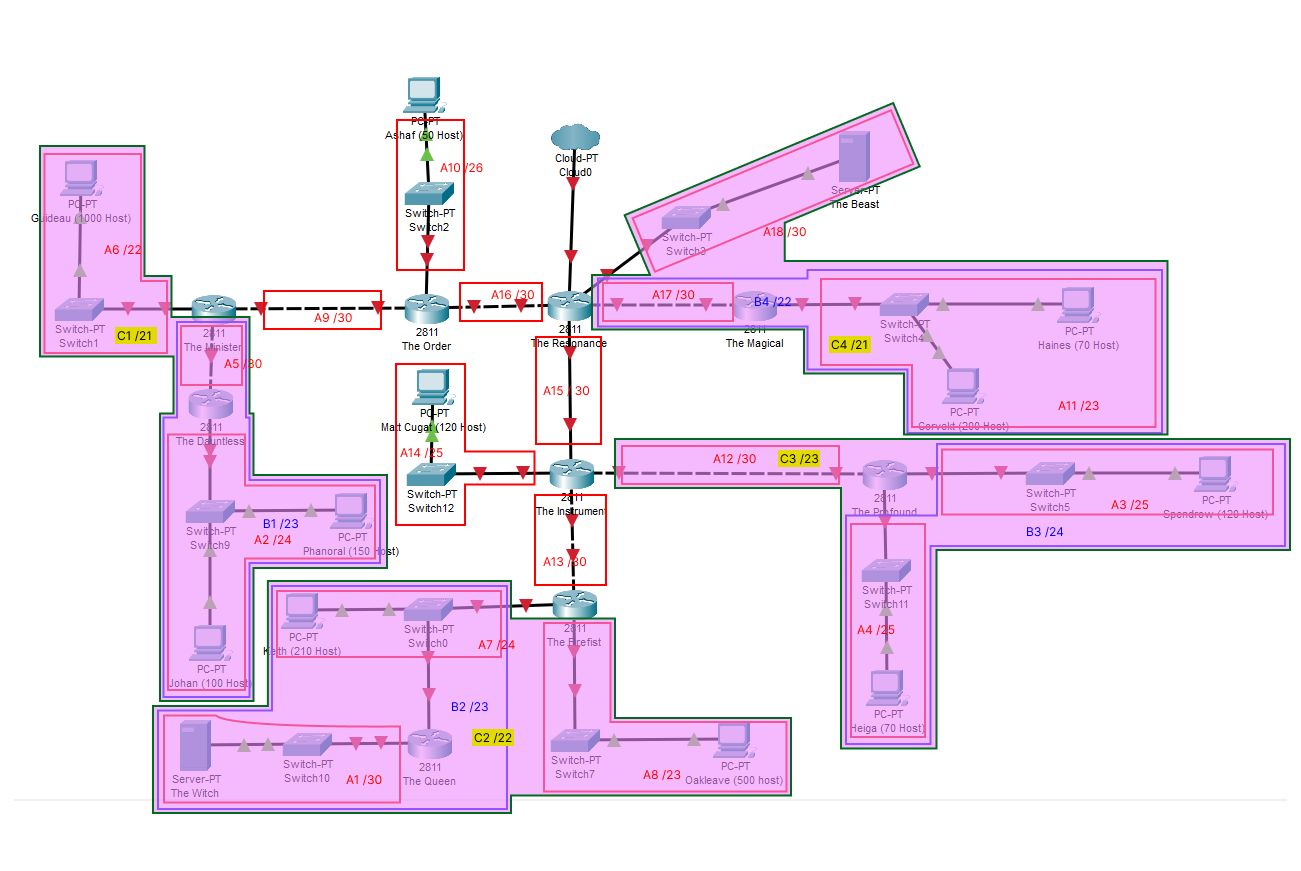 PC-PT
Ashaf (50 Host)
A10 /26
Switch-PT
Switch2
Cloud-PT
Cloud0
Server-PT
The Beast
Switch-PT
Switch3
A18 /30
PC-PT
Guideau (1000 Host)
A6 /22
Switch-PT
Switch1
C1 /21
2811
The Minister
A9 /30
2811
The Order
A16 /30
2811
The Resonance
A17 /30
B4 /22
2811
The Magical
Switch-PT
Switch4
C4 /21
PC-PT
Haines (70 Host)
PC-PT
Corvekt (200 Host)
A11 /23
A5 /30
2811
The Dauntless
PC-PT
Matt Cugat (120 Host)
A14 /25
Switch-PT
Switch12
A15 / 30
2811
The Instrument
A12 /30
C3 /23
2811
The Profound
Switch-PT
Switch5
A3 /25
PC-PT
Spendrow (120 Host)
B3 /24
Switch-PT
Switch9
B1 /23
A2 /24
PC-PT
Phanoral (150 Host)
A13 /30
Switch-PT
Switch11
A4 /25
PC-PT
Heiga (70 Host)
PC-PT
Johan (100 Host)
PC-PT
Keith (210 Host)
Switch-PT
Switch0
A7 /24
2811
The Firefist
B2 /23
C2 /22
Server-PT
The Witch
Switch-PT
Switch10
A1 /30
2811
The Queen
Switch-PT
Switch7
A8 /23
PC-PT
Oakleave (500 host)